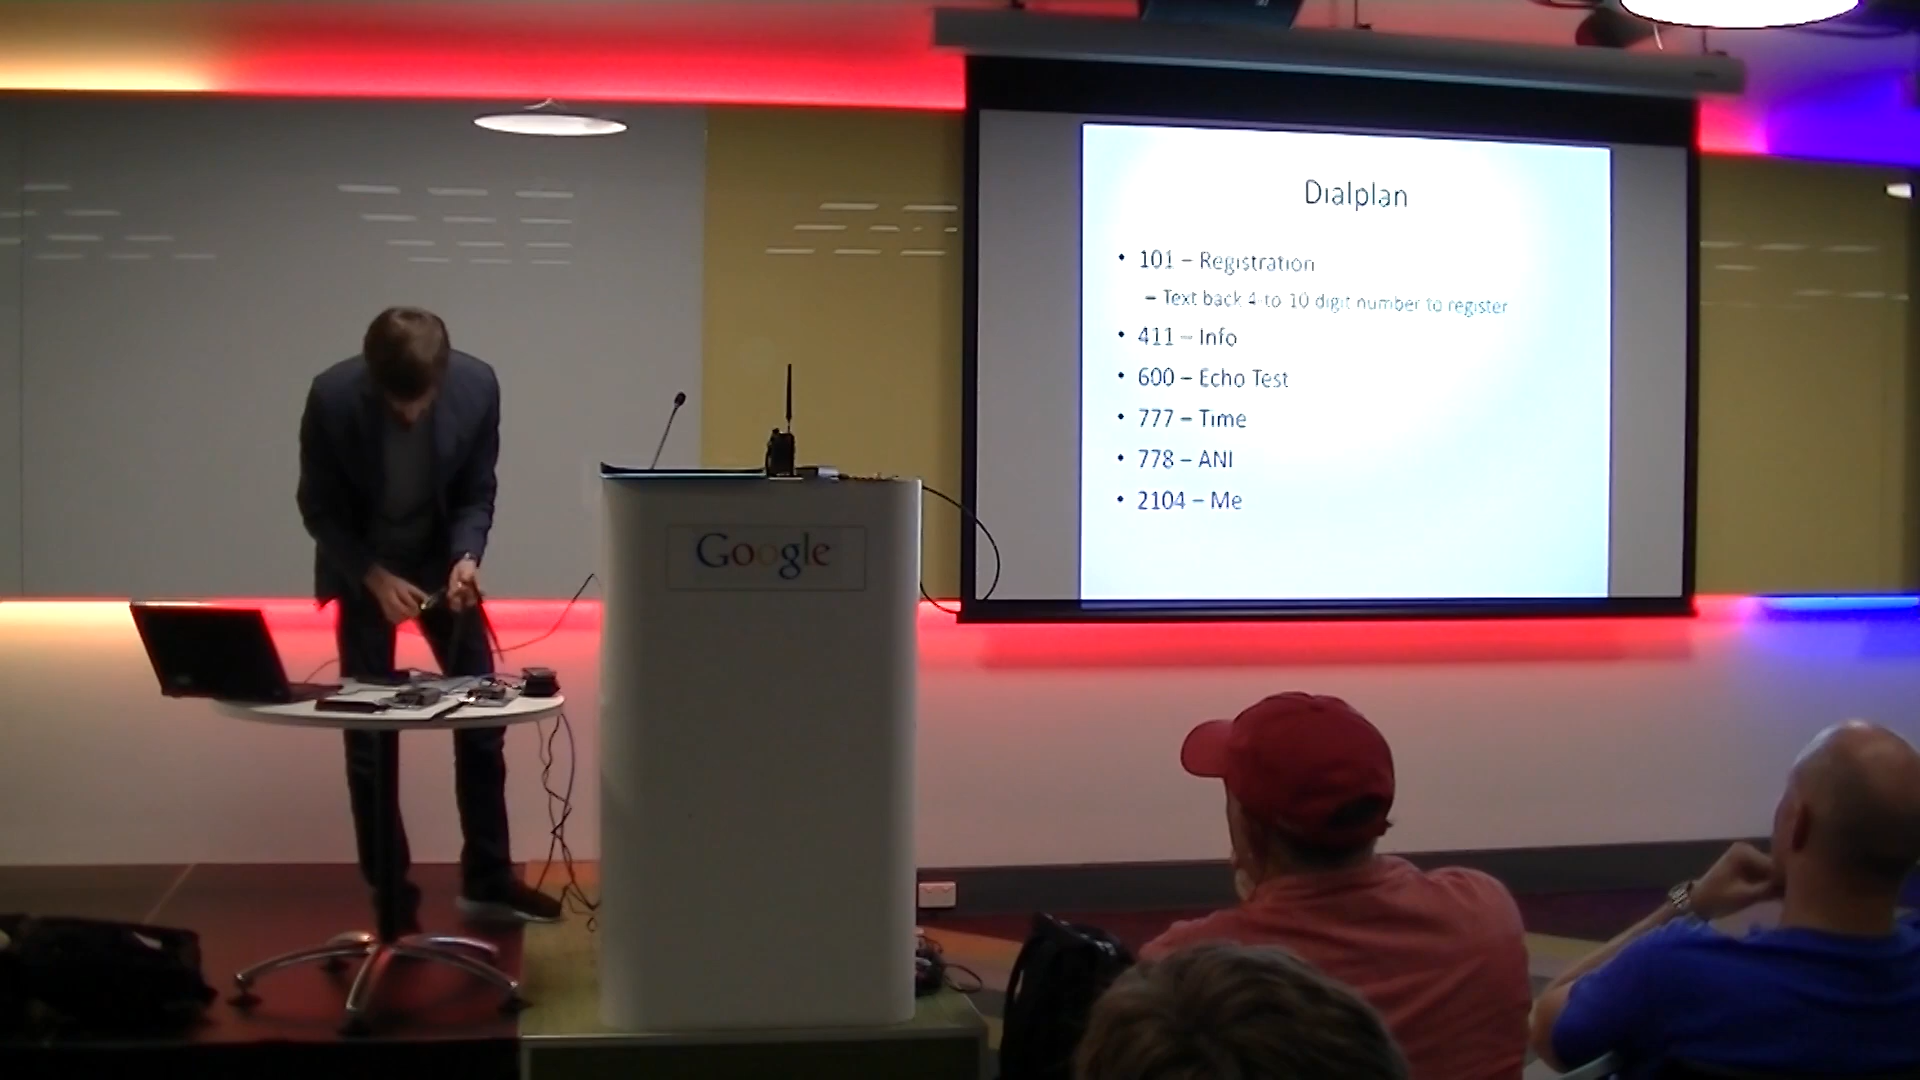 Dialplan
• 101 – Registration
– Text back 4 to 10 digit number to register
• 411 – Info
• 600 – Echo Test
• 777 – Time
• 778 – ANI
• 2104 – Me
Google